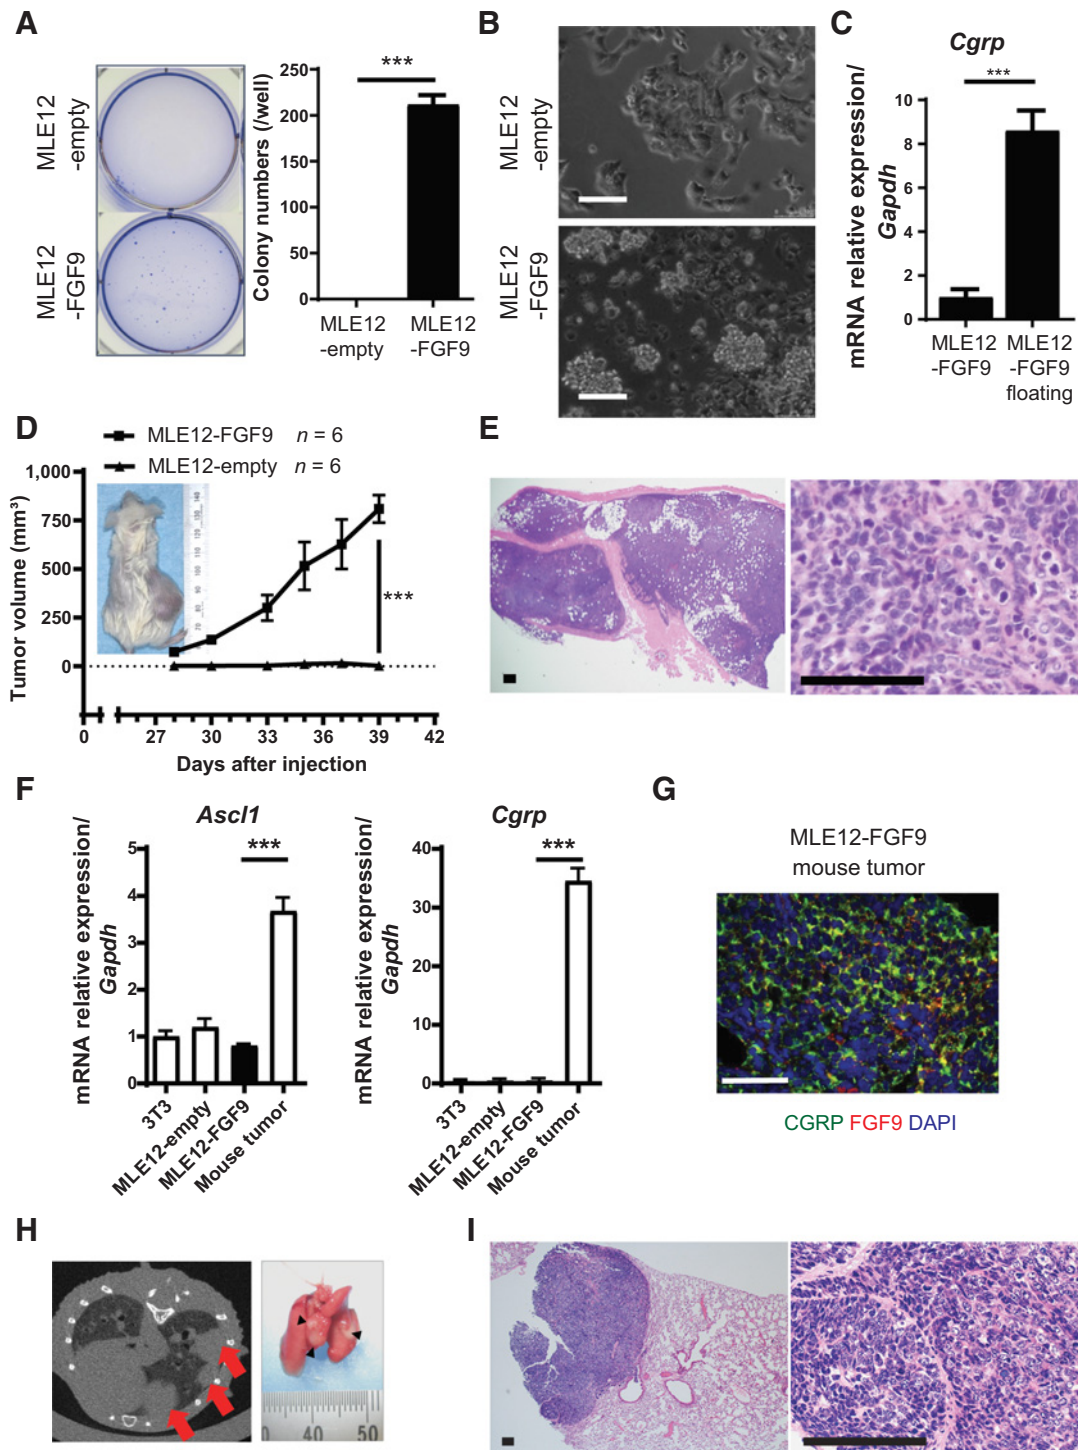 A
MLE12
-empty
MLE12
-FGF9
Colony numbers (/well)
250
200
150
100
50
0
***
MLE12
-empty
MLE12
-FGF9
B
MLE12
-empty
MLE12
-FGF9
C
Cgrp
***
mRNA relative expression/
Gapdh
10
8
6
4
2
0
MLE12
-FGF9
MLE12
-FGF9
floating
D
MLE12-FGF9 n = 6
MLE12-empty n = 6
Tumor volume (mm³)
1,000
750
500
250
0
***
0 27 30 33 36 39 42
Days after injection
E
F
Ascl1
***
mRNA relative expression/
Gapdh
5
4
3
2
1
0
3T3
MLE12-empty
MLE12-FGF9
Mouse tumor
Cgrp
***
mRNA relative expression/
Gapdh
40
30
20
10
0
3T3
MLE12-empty
MLE12-FGF9
Mouse tumor
G
MLE12-FGF9
mouse tumor
CGRP FGF9 DAPI
H
40 50
I